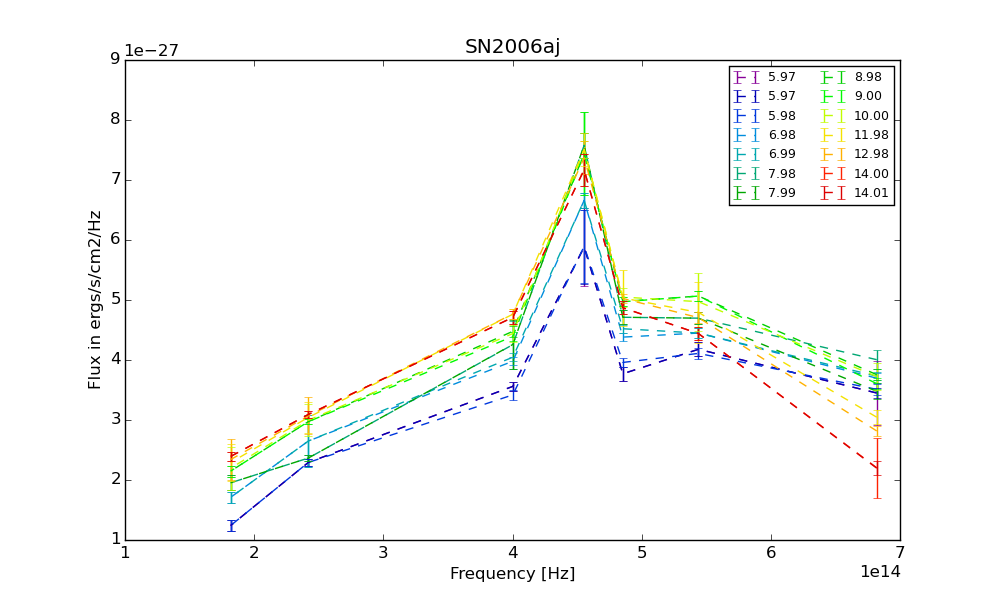 SN2006aj
1e−27
9
8
7
6
5
4
3
2
1
Flux in ergs/s/cm2/Hz
5.97 8.98
5.97 9.00
5.98 10.00
6.98 11.98
6.99 12.98
7.98 14.00
7.99 14.01
1 2 3 4 5 6 7
Frequency [Hz]
1e14